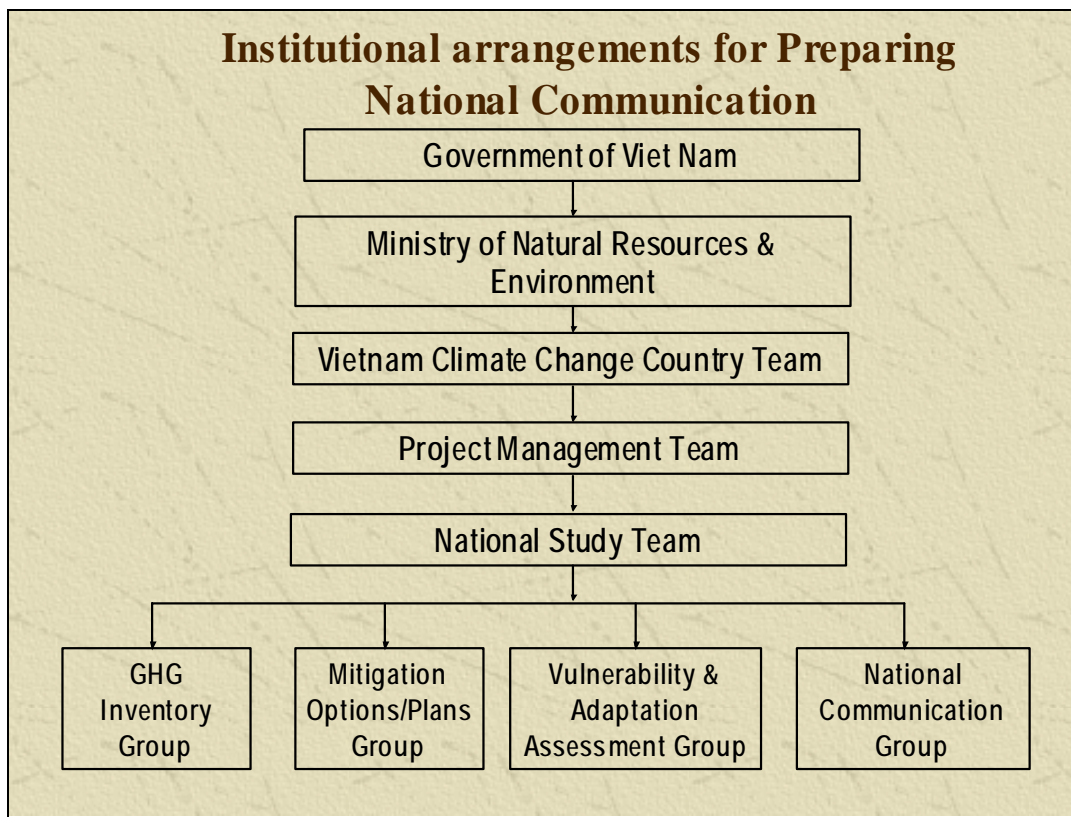 Institutional arrangements for Preparing
National Communication
Government of Viet Nam
Ministry of Natural Resources &
Environment
Vietnam Climate Change Country Team
Project Management Team
National Study Team
GHG
Inventory
Group
Mitigation
Options/Plans
Group
Vulnerability &
Adaptation
Assessment Group
National
Communication
Group